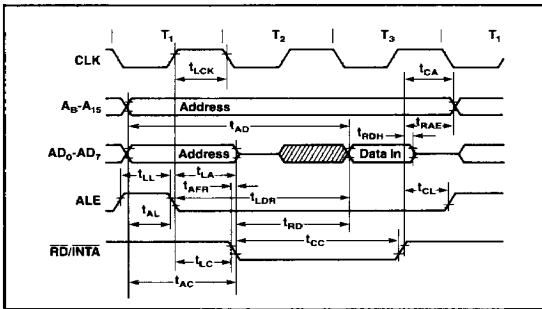 T1 T2 T3 T1
CLK
tLCK tCA
A8-A15 Address
tAD tRDH tRAE
AD0-AD7 Address Data In
tLL tLA
tAFR tLDR tCL
ALE
tAL tRD tCC
RD/INTA
tLC
tAC